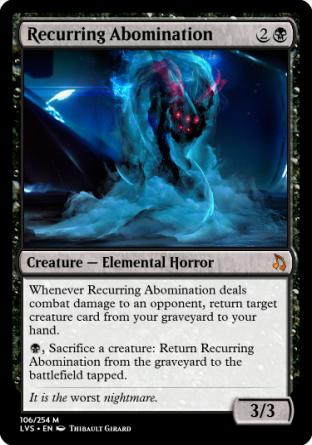 Recurring Abomination 2
Creature — Elemental Horror
Whenever Recurring Abomination deals
combat damage to an opponent, return target
creature card from your graveyard to your
hand.
, Sacrifice a creature: Return Recurring
Abomination from the graveyard to the
battlefield tapped.
It is the worst nightmare.
3/3
106/254 M
LVS • EN Thibault Girard